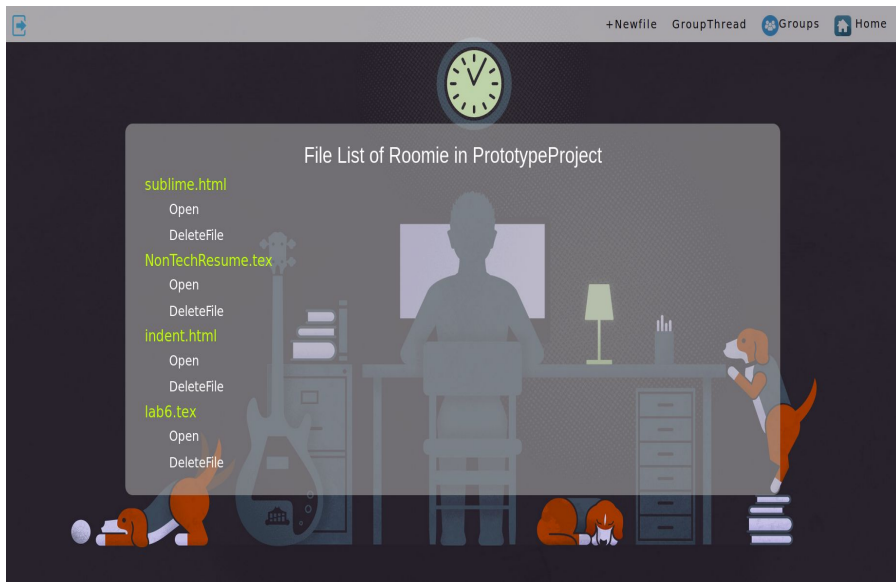 +Newfile GroupThread Groups Home
File List of Roomie in PrototypeProject
sublime.html
Open
DeleteFile
NonTechResume.tex
Open
DeleteFile
indent.html
Open
DeleteFile
lab6.tex
Open
DeleteFile